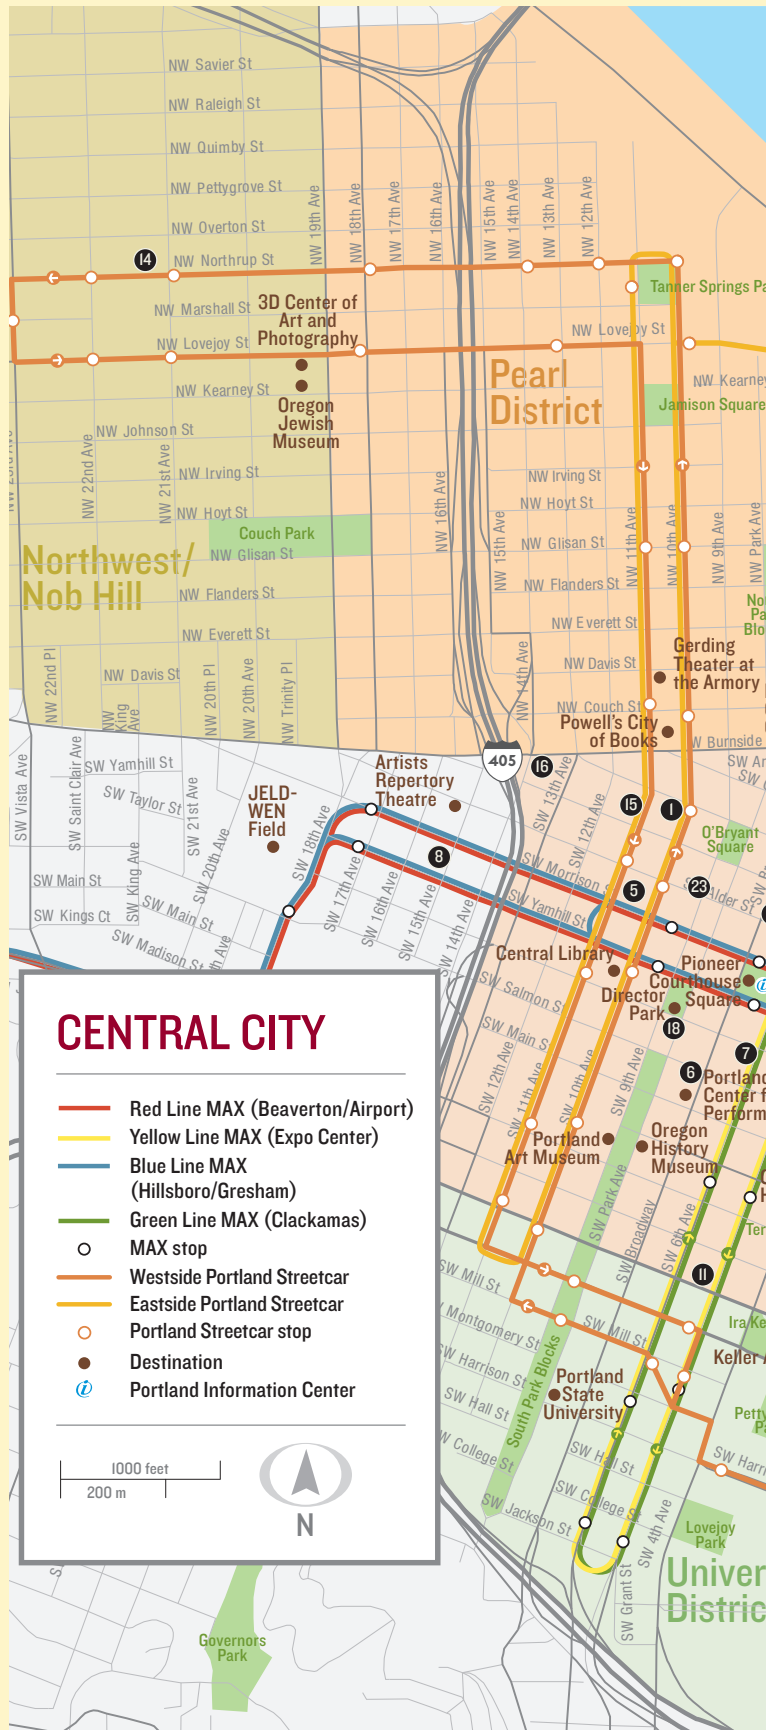 NW Savier St
NW Raleigh St
NW Quimby St
NW Pettygrove St
NW Overton St
NW 19th Ave
NW 18th Ave
NW 17th Ave
NW 16th Ave
NW 15th Ave
NW 14th Ave
NW 13th Ave
NW 12th Ave
14
NW Northrup St
Tanner Springs Pa
NW Marshall St
3D Center of
Art and
Photography
NW Lovejoy St
NW Lovejoy St
Pearl
District
NW Kearney St
NW Kearney
Jamison Square
Oregon
Jewish
Museum
NW Johnson St
NW 22nd Ave
NW 21st Ave
NW Irving St
NW Irving St
NW 16th Ave
NW 15th Ave
NW Hoyt St
NW Hoyt St
Couch Park
NW Glisan St
NW Glisan St
NW 11th Ave
NW 10th Ave
NW 9th Ave
NW Park Ave
Northwest/
Nob Hill
NW Flanders St
NW Flanders St
No
Pa
Blo
NW Everett St
NW Everett St
Gerding
Theater at
the Armory
NW 22nd Pl
NW Davis St
NW Davis St
NW
King
Ave
NW 20th Pl
NW 20th Ave
NW Trinity Pl
NW 14th Ave
NW Couch St
Powell's City
of Books
W Burnside
405
16
SW Vista Ave
SW Saint Clair Ave
SW Yamhill St
SW Taylor St
SW 21st Ave
JELD-
WEN
Field
Artists
Repertory
Theatre
SW 13th Ave
SW 12th Ave
15
1
O'Bryant
Square
SW 18th Ave
SW 20th Ave
8
SW Main St
SW King Ave
SW Kings Ct
SW Main St
SW Madison St
SW 17th Ave
SW 16th Ave
SW 15th Ave
SW 14th Ave
SW Morrison
SW Yamhill St
5
23
SW Alder St
Central Library
Director
Park
Pioneer
Courthouse
Square
18
SW Salmon St
SW Main St
7
6
SW 12th Ave
SW 11th Ave
SW 10th Ave
SW 9th Ave
Portland
Center f
Perform
Portland
Art Museum
Oregon
History
Museum
SW Park Ave
SW Broadway
SW 6th Ave
Ter
11
SW Mill St
Montgomery St
SW Mill St
Ira Ke
SW Harrison St
Keller A
South Park Blocks
Portland
State
University
SW Hall St
Petty
Pa
SW College St
SW Hall St
SW Harri
SW College St
SW Jackson St
SW 4th Ave
Lovejoy
Park
SW Grant St
Univer
Distric
Governors
Park
CENTRAL CITY
Red Line MAX (Beaverton/Airport)
Yellow Line MAX (Expo Center)
Blue Line MAX
(Hillsboro/Gresham)
Green Line MAX (Clackamas)
MAX stop
Westside Portland Streetcar
Eastside Portland Streetcar
Portland Streetcar stop
Destination
i Portland Information Center
1000 feet
200 m
N